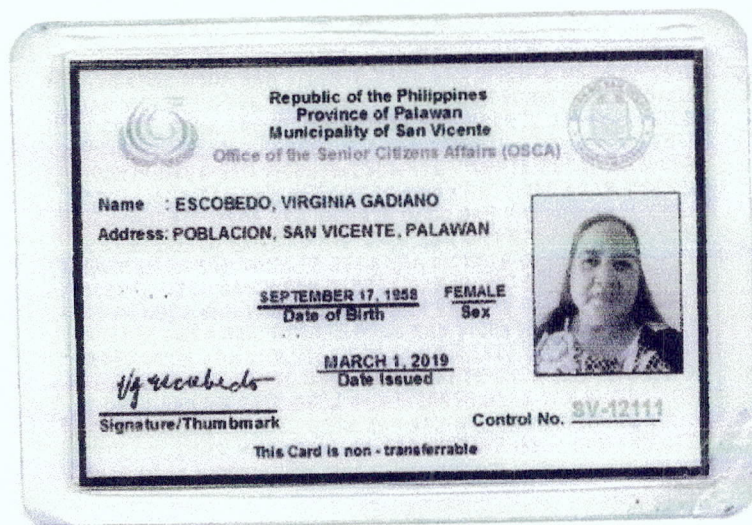 Republic of the Philippines
Province of Palawan
Municipality of San Vicente
Office of the Senior Citizens Affairs (OSCA)
Name : ESCOBEDO, VIRGINIA GADIANO
Address: POBLACION, SAN VICENTE, PALAWAN
SEPTEMBER 17, 1958 FEMALE
Date of Birth Sex
MARCH 1, 2019
Date Issued
Vgescobedo
Signature/Thumbmark
Control No. SV-12111
This Card is non - transferrable